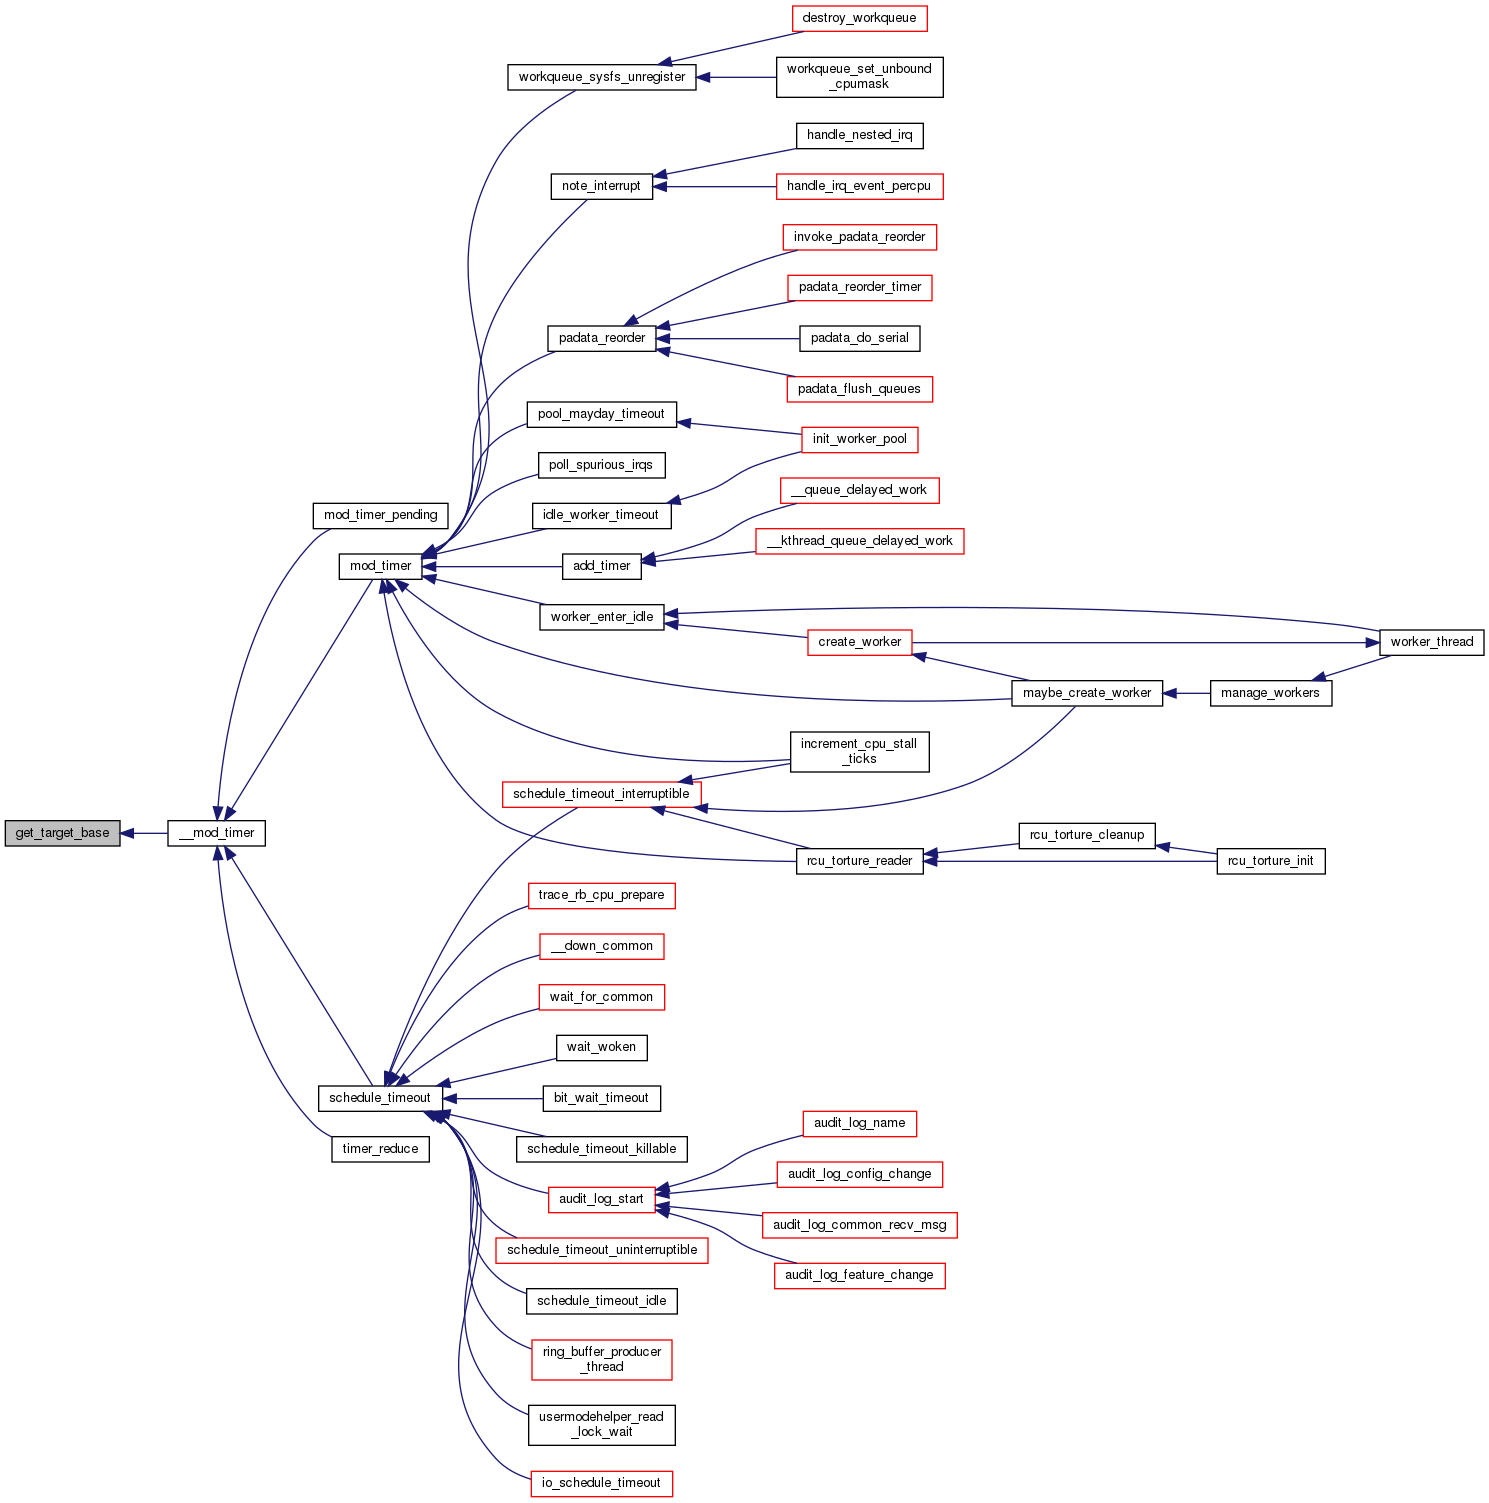 destroy_workqueue
workqueue_sysfs_unregister
workqueue_set_unbound
_cpumask
handle_nested_irq
note_interrupt
handle_irq_event_percpu
invoke_padata_reorder
padata_reorder_timer
padata_reorder
padata_do_serial
padata_flush_queues
pool_mayday_timeout
init_worker_pool
poll_spurious_irqs
__queue_delayed_work
mod_timer_pending
idle_worker_timeout
__kthread_queue_delayed_work
mod_timer
add_timer
worker_enter_idle
create_worker
worker_thread
maybe_create_worker
manage_workers
increment_cpu_stall
_ticks
schedule_timeout_interruptible
get_target_base
__mod_timer
rcu_torture_cleanup
rcu_torture_reader
rcu_torture_init
trace_rb_cpu_prepare
__down_common
wait_for_common
wait_woken
schedule_timeout
bit_wait_timeout
audit_log_name
timer_reduce
schedule_timeout_killable
audit_log_config_change
audit_log_start
audit_log_common_recv_msg
schedule_timeout_uninterruptible
audit_log_feature_change
schedule_timeout_idle
ring_buffer_producer
_thread
usermodehelper_read
_lock_wait
io_schedule_timeout